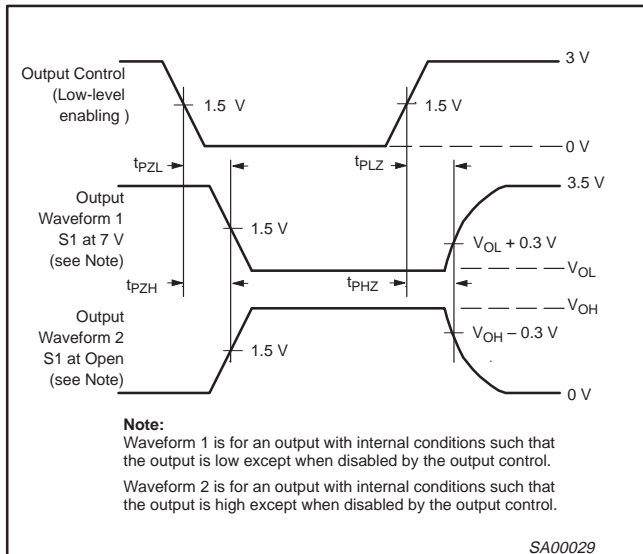 3 V
Output Control
(Low-level
enabling )
1.5 V
1.5 V
0 V
tPZL
tPLZ
3.5 V
Output
Waveform 1
S1 at 7 V
(see Note)
1.5 V
VOL + 0.3 V
VOL
tPZH
tPHZ
VOH
Output
Waveform 2
S1 at Open
(see Note)
1.5 V
VOH – 0.3 V
0 V
Note:
Waveform 1 is for an output with internal conditions such that
the output is low except when disabled by the output control.
Waveform 2 is for an output with internal conditions such that
the output is high except when disabled by the output control.
SA00029